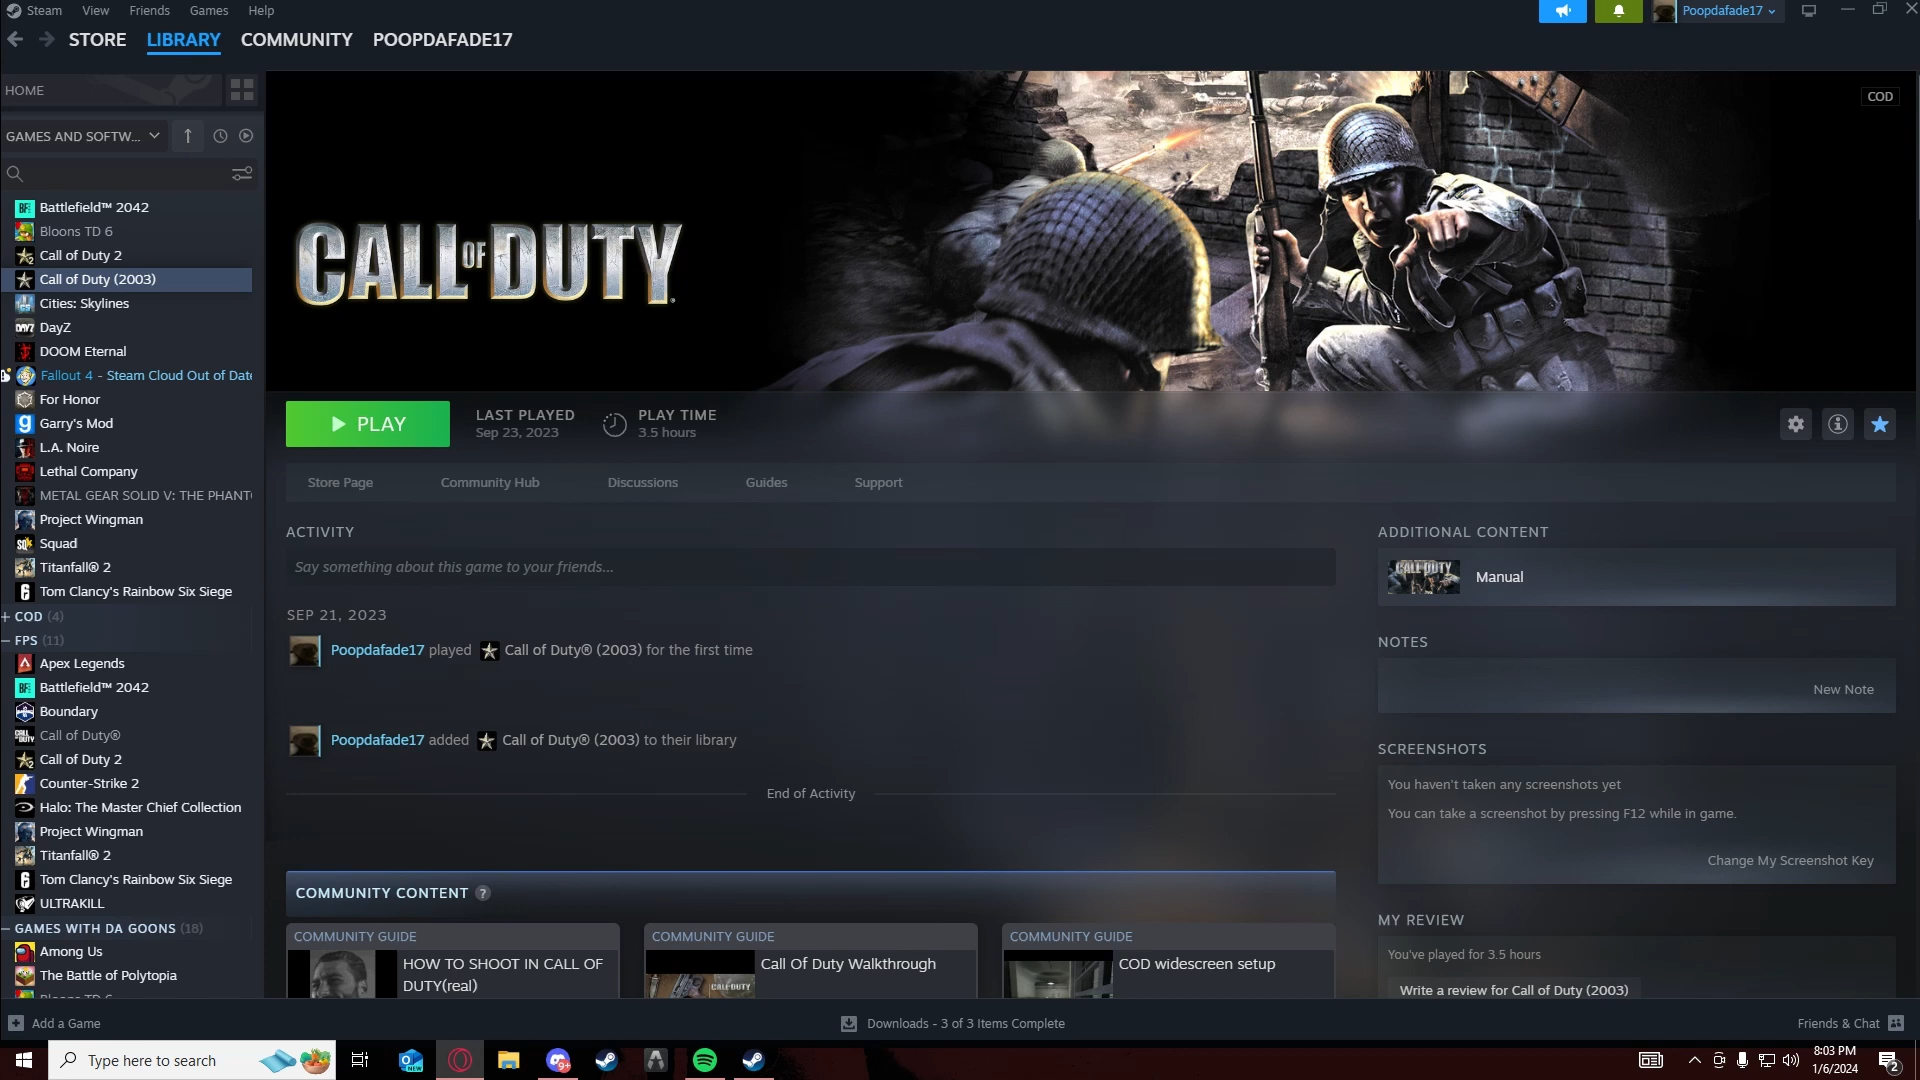 Steam View Friends Games Help
Poopdafade17
STORE LIBRARY COMMUNITY POOPDAFADE17
HOME
GAMES AND SOFTW...
Battlefield™ 2042
Bloons TD 6
Call of Duty 2
Call of Duty (2003)
Cities: Skylines
DayZ
DOOM Eternal
Fallout 4 - Steam Cloud Out of Date
For Honor
Garry's Mod
L.A. Noire
Lethal Company
METAL GEAR SOLID V: THE PHANT
Project Wingman
Squad
Titanfall® 2
Tom Clancy's Rainbow Six Siege
COD (4)
FPS (11)
Apex Legends
Battlefield™ 2042
Boundary
Call of Duty®
Call of Duty 2
Counter-Strike 2
Halo: The Master Chief Collection
Project Wingman
Titanfall® 2
Tom Clancy's Rainbow Six Siege
ULTRAKILL
GAMES WITH DA GOONS (18)
Among Us
The Battle of Polytopia
Bloons TD 6
COD
CALL OF DUTY
PLAY
LAST PLAYED
Sep 23, 2023
PLAY TIME
3.5 hours
Store Page Community Hub Discussions Guides Support
ACTIVITY
Say something about this game to your friends...
SEP 21, 2023
Poopdafade17 played Call of Duty® (2003) for the first time
Poopdafade17 added Call of Duty® (2003) to their library
End of Activity
COMMUNITY CONTENT ?
COMMUNITY GUIDE
HOW TO SHOOT IN CALL OF
DUTY(real)
COMMUNITY GUIDE
Call Of Duty Walkthrough
CALL OF DUTY
COMMUNITY GUIDE
COD widescreen setup
ADDITIONAL CONTENT
CALL OF DUTY
Manual
NOTES
New Note
SCREENSHOTS
You haven't taken any screenshots yet
You can take a screenshot by pressing F12 while in game.
Change My Screenshot Key
MY REVIEW
You've played for 3.5 hours
Write a review for Call of Duty (2003)
Add a Game
Downloads - 3 of 3 Items Complete
Friends & Chat
Type here to search
NEW
9+
8:03 PM
1/6/2024
2